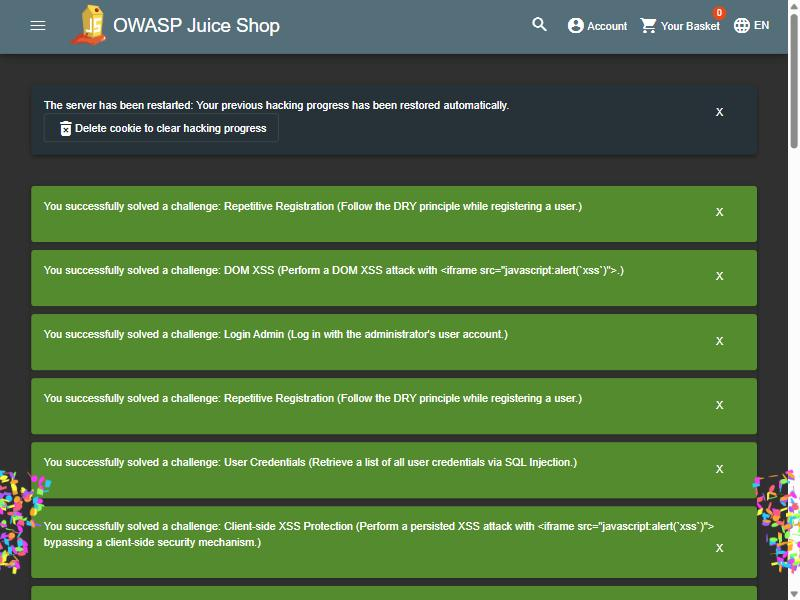 OWASP Juice Shop
Account
Your Basket
0
EN
The server has been restarted: Your previous hacking progress has been restored automatically.
X
Delete cookie to clear hacking progress
You successfully solved a challenge: Repetitive Registration (Follow the DRY principle while registering a user.)
X
You successfully solved a challenge: DOM XSS (Perform a DOM XSS attack with <iframe src="javascript:alert(`xss`)">.)
X
You successfully solved a challenge: Login Admin (Log in with the administrator's user account.)
X
You successfully solved a challenge: Repetitive Registration (Follow the DRY principle while registering a user.)
X
You successfully solved a challenge: User Credentials (Retrieve a list of all user credentials via SQL Injection.)
X
You successfully solved a challenge: Client-side XSS Protection (Perform a persisted XSS attack with <iframe src="javascript:alert(`xss`)">
bypassing a client-side security mechanism.)
X